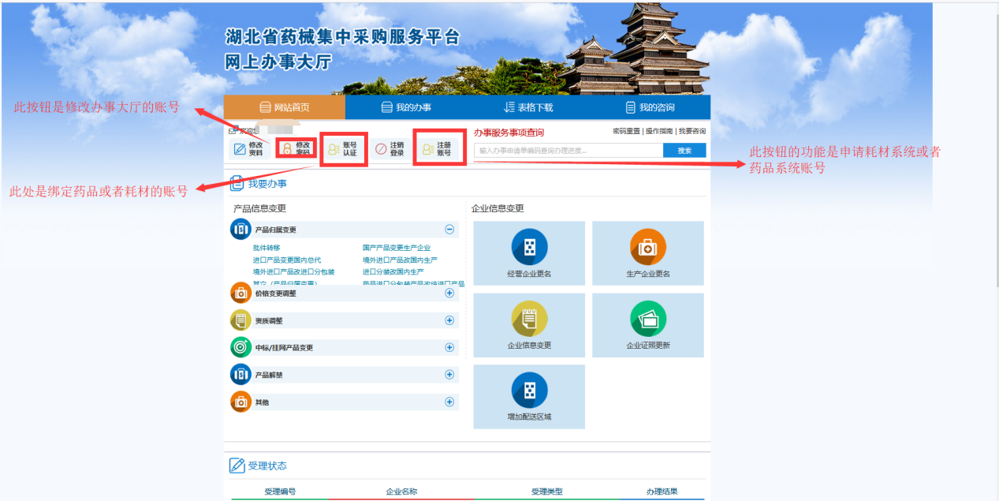 湖北省药械集中采购服务平台
网上办事大厅
网站首页
我的办事
表格下载
我的咨询
此按钮是修改办事大厅的账号
欢迎您
修改
资料
修改
密码
账号
认证
注销
登录
注册
账号
办事服务事项查询
密码重置 | 操作指南 | 我要咨询
输入办事申请单编码查询办理进度...
搜索
此按钮的功能是申请耗材系统或者
药品系统账号
此处是绑定药品或者耗材的账号
我要办事
产品信息变更
产品归属变更
批件转移
国产产品变更生产企业
进口产品变更国内总代
境外进口产品改国内生产
境外进口产品改进口分包装
进口分装改国内生产
其它（产品归属变更）
药品进口分包装产品改纯进口产品
价格变更调整
资质调整
中标/挂网产品变更
产品解禁
其他
企业信息变更
经营企业更名
生产企业更名
企业信息变更
企业证照更新
增加配送区域
受理状态
受理编号
企业名称
受理类型
办理结果